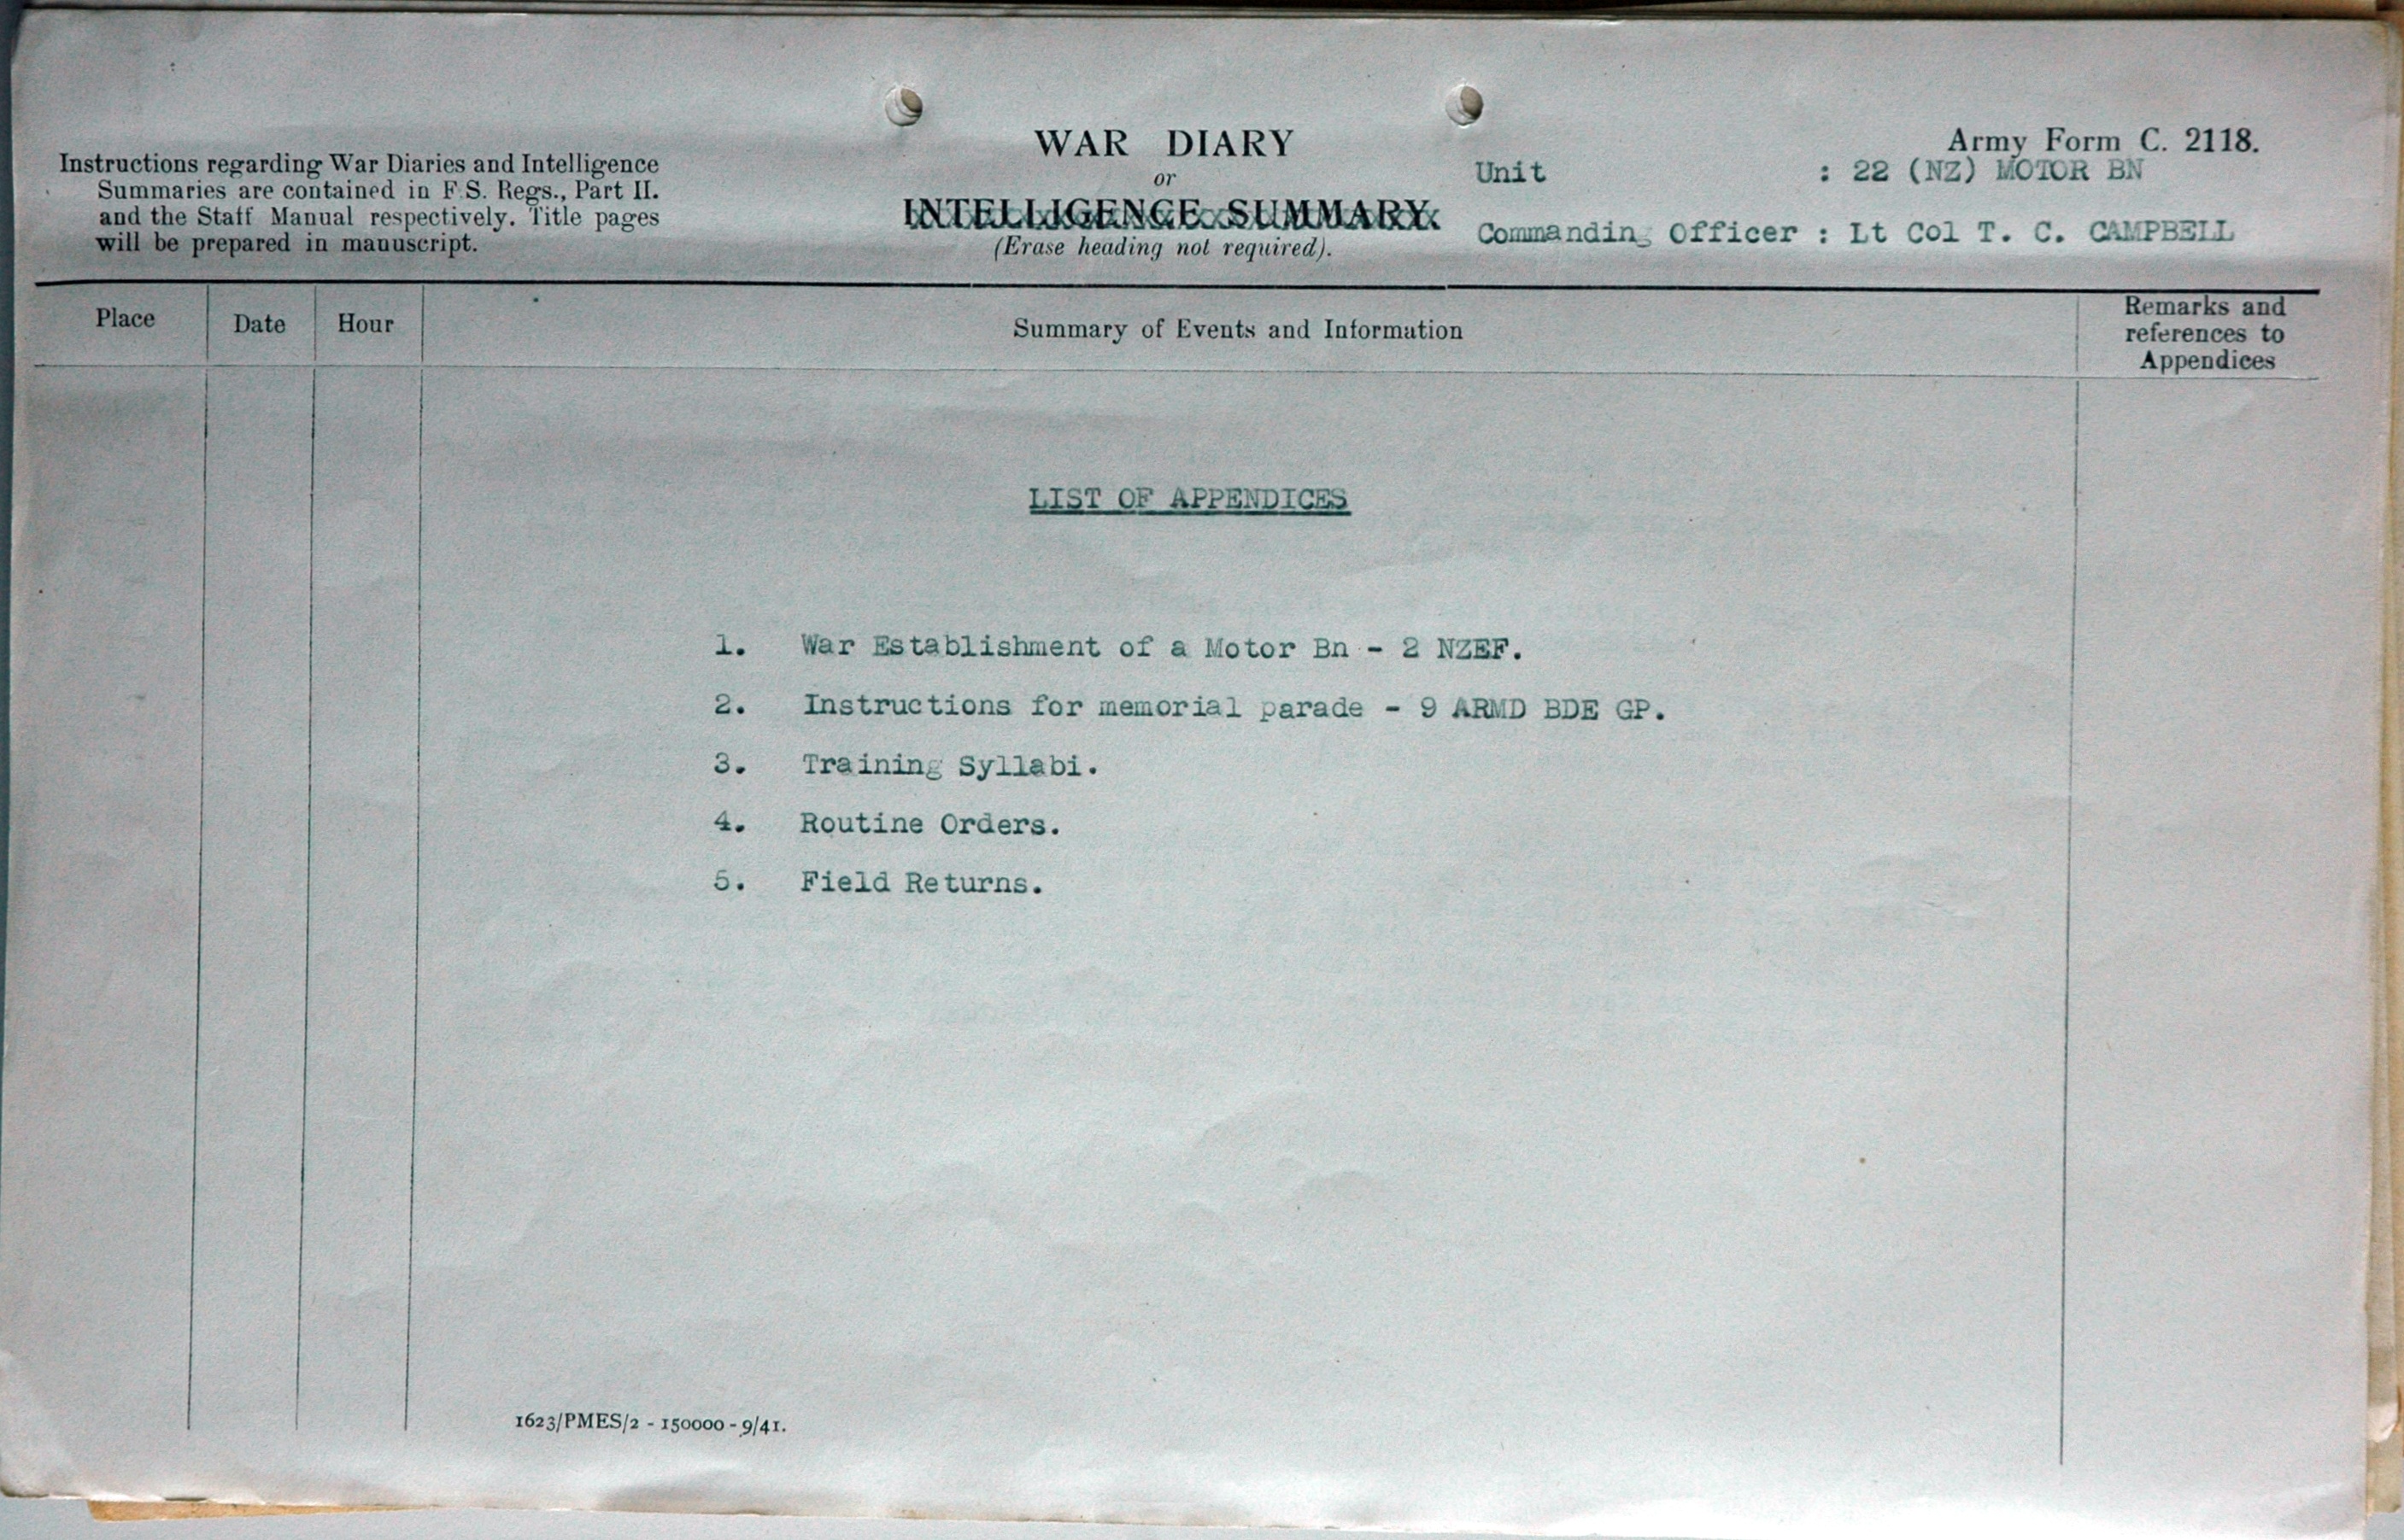 Army Form C. 2118.
WAR DIARY
or
INTELLIGENCE SUMMARY.
(Erase heading not required).
Instructions regarding War Diaries and Intelligence
Summaries are contained in F.S. Regs., Part II.
and the Staff Manual respectively. Title pages
will be prepared in manuscript.
Unit : 22 (NZ) MOTOR BN
Commanding Officer : Lt Col T. C. CAMPBELL
Place Date Hour Summary of Events and Information Remarks and
references to
Appendices
LIST OF APPENDICES
1. War Establishment of a Motor Bn - 2 NZEF.
2. Instructions for memorial parade - 9 ARMD BDE GP.
3. Training Syllabi.
4. Routine Orders.
5. Field Returns.
1623/PMES/2 - 150000 - 9/41.